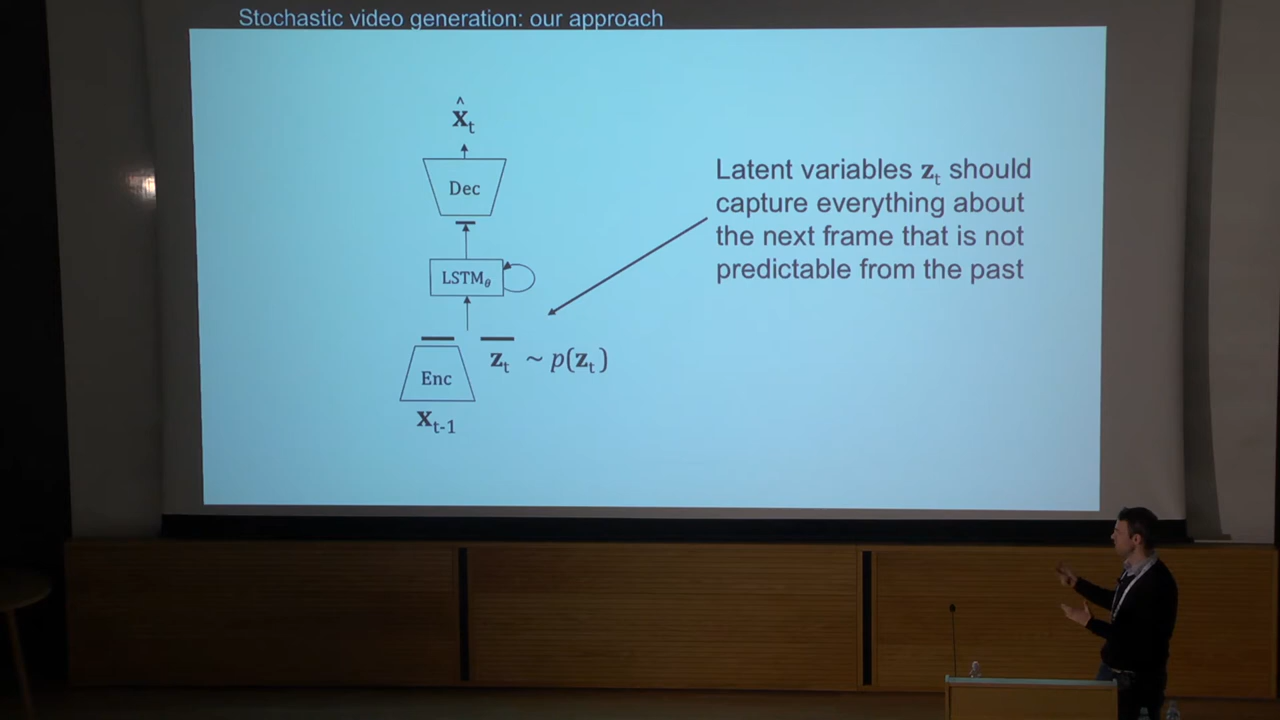 Stochastic video generation: our approach
x̂t
Dec
LSTMθ
zt ~ p(zt)
Enc
xt-1
Latent variables zt should
capture everything about
the next frame that is not
predictable from the past